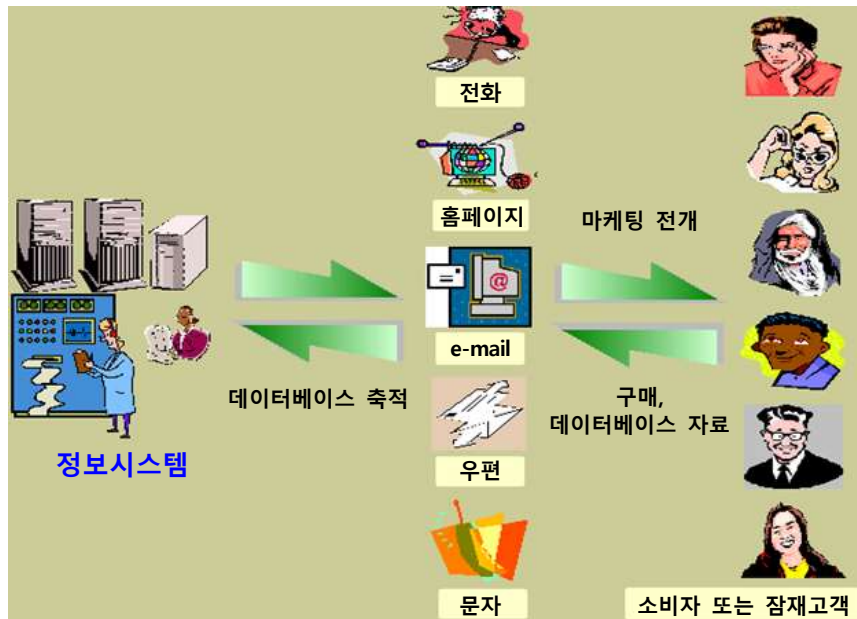 전화
홈페이지
마케팅 전개
@
e-mail
데이터베이스 축적
구매,
데이터베이스 자료
정보시스템
우편
문자
소비자 또는 잠재고객